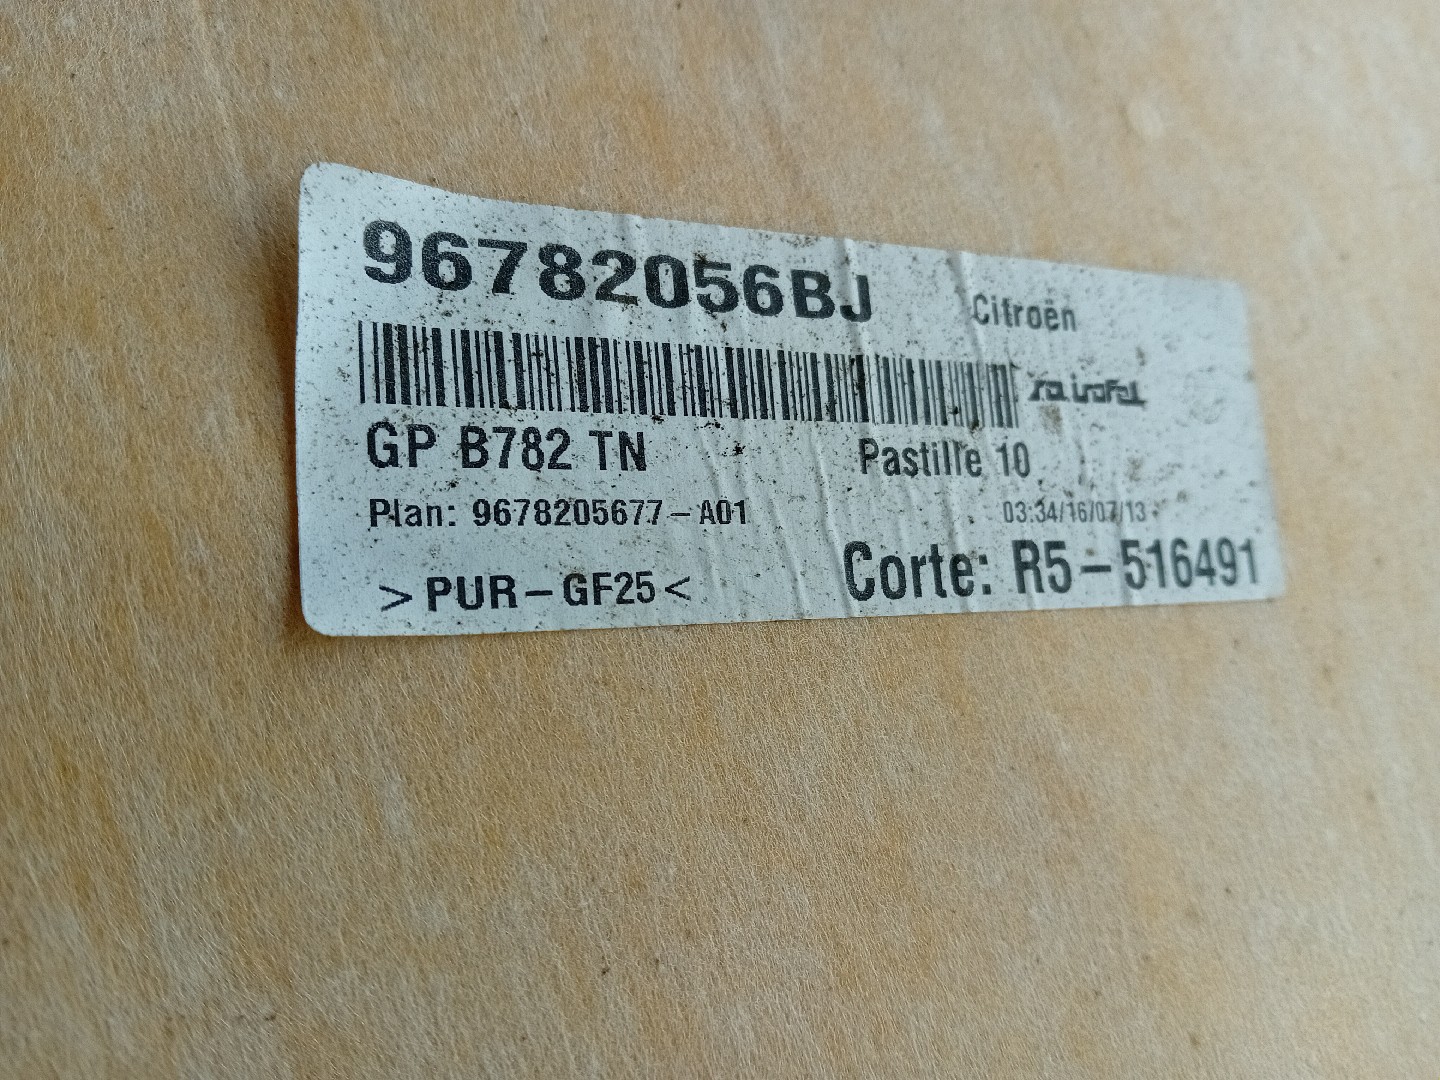 96782056BJ
Citroën
GP B782 TN
Pastille 10
Plan: 9678205677-A01
03:34/16/07/13
>PUR-GF25<
Corte: R5-516491